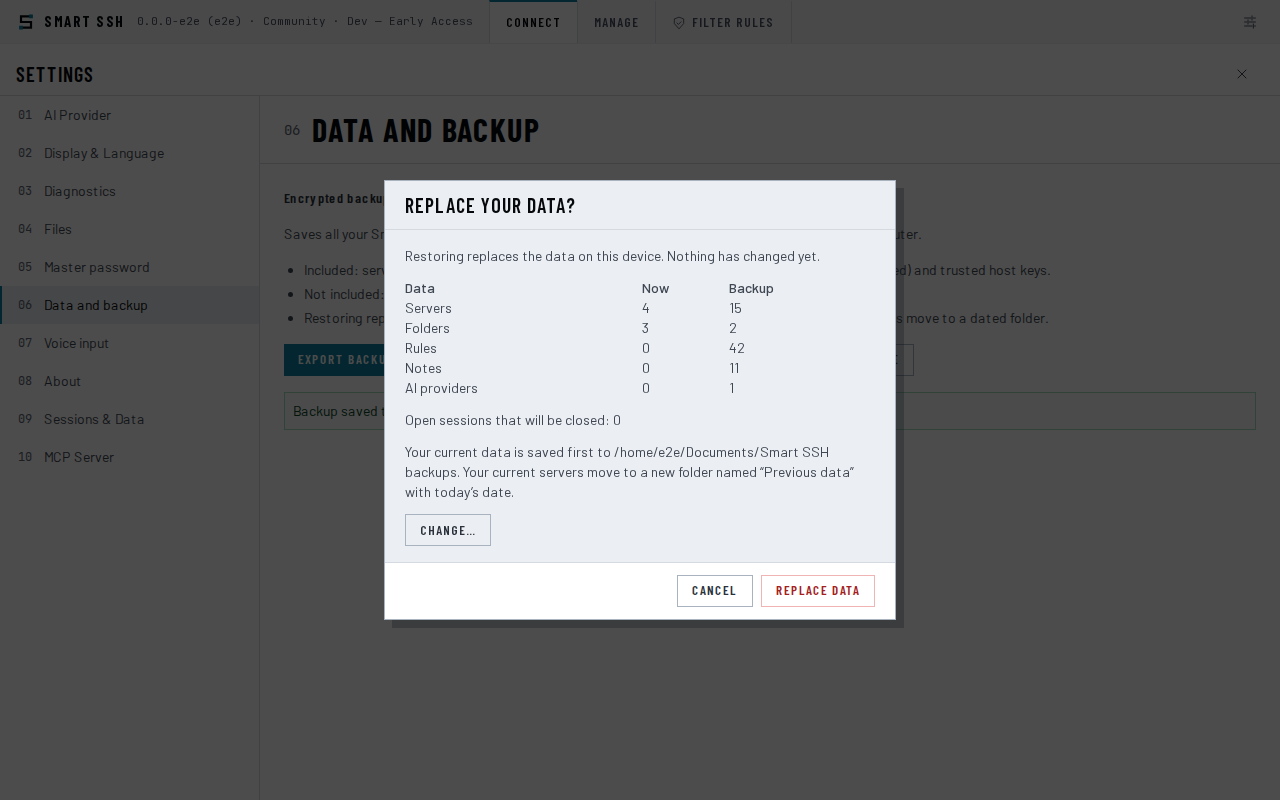 SMART SSH 0.0.0-e2e (e2e) · Community · Dev — Early Access CONNECT MANAGE FILTER RULES
SETTINGS
01 AI Provider
02 Display & Language
03 Diagnostics
04 Files
05 Master password
06 Data and backup
07 Voice input
08 About
09 Sessions & Data
10 MCP Server
06 DATA AND BACKUP
Encrypted
Saves all your
Included:
ed) and trusted host keys.
Not included:
Restoring
s move to a dated folder.
EXPORT
Backup saved
REPLACE YOUR DATA?
Restoring replaces the data on this device. Nothing has changed yet.
Data Now Backup
Servers 4 15
Folders 3 2
Rules 0 42
Notes 0 11
AI providers 0 1
Open sessions that will be closed: 0
Your current data is saved first to /home/e2e/Documents/Smart SSH
backups. Your current servers move to a new folder named “Previous data”
with today’s date.
CHANGE…
CANCEL REPLACE DATA